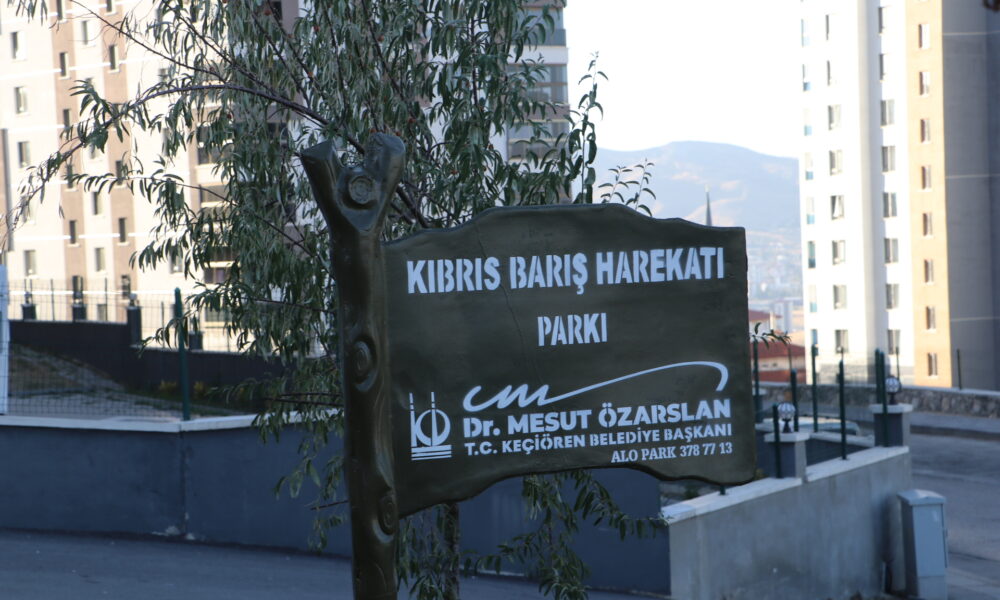 KIBRIS BARIŞ HAREKATI
PARKI
Dr. MESUT ÖZARSLAN
T.C. KEÇİÖREN BELEDİYE BAŞKANI
ALO PARK 378 77 13